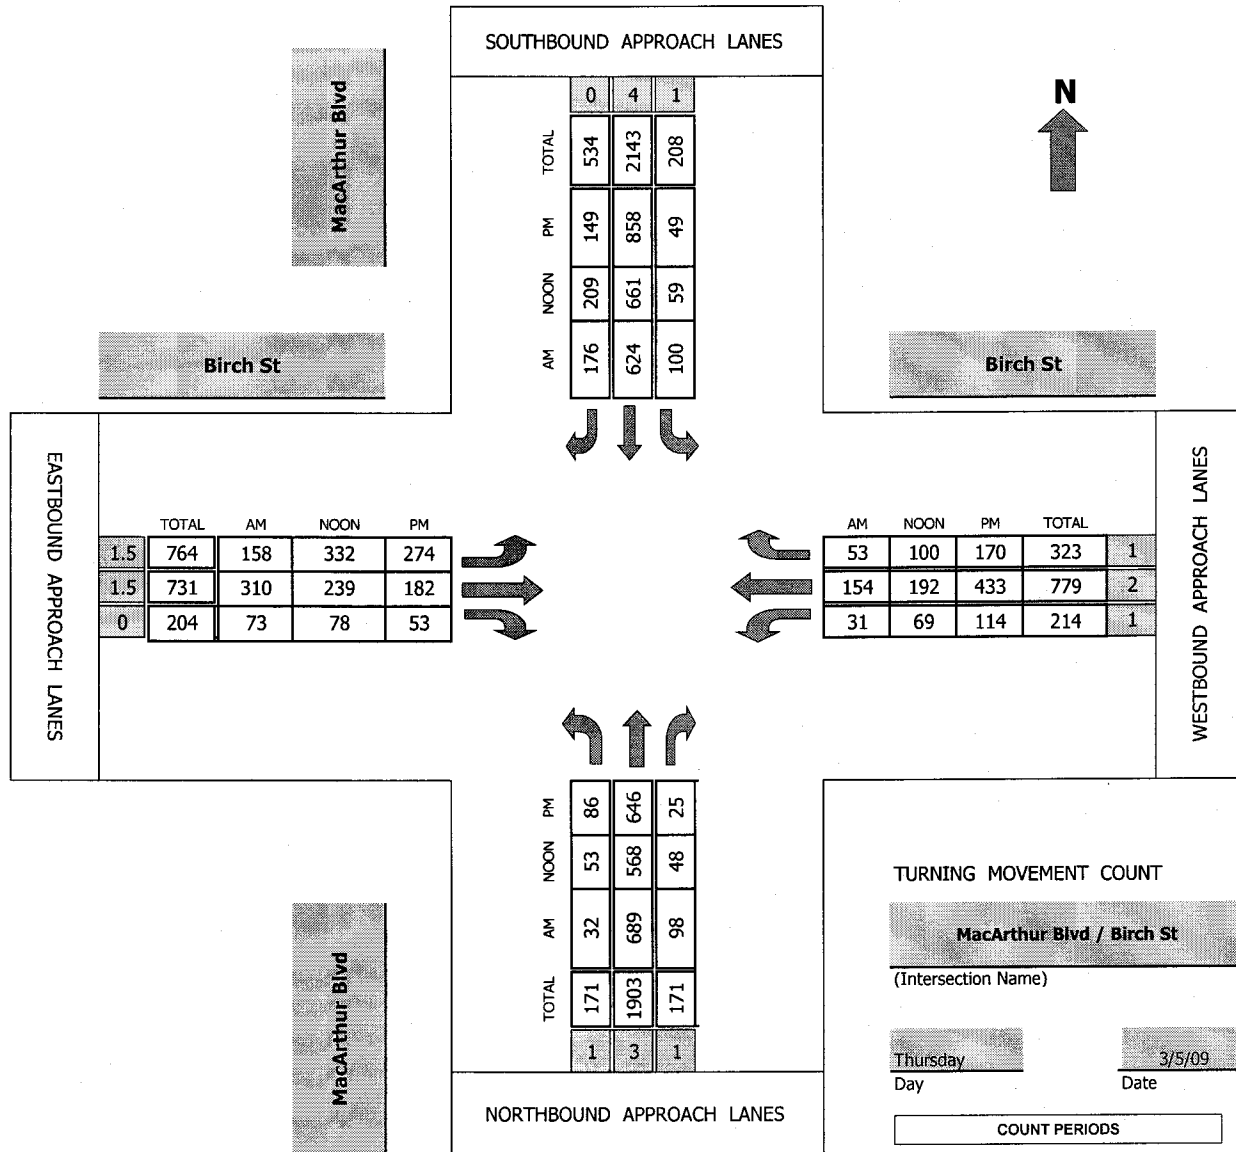 SOUTHBOUND APPROACH LANES
0 4 1
TOTAL 534 2143 208
PM 149 858 49
NOON 209 661 59
AM 176 624 100
MacArthur Blvd
N
Birch St
Birch St
EASTBOUND APPROACH LANES
TOTAL AM NOON PM
1.5 764 158 332 274
1.5 731 310 239 182
0 204 73 78 53
AM NOON PM TOTAL
53 100 170 323 1
154 192 433 779 2
31 69 114 214 1
WESTBOUND APPROACH LANES
PM 86 646 25
NOON 53 568 48
AM 32 689 98
TOTAL 171 1903 171
1 3 1
NORTHBOUND APPROACH LANES
MacArthur Blvd
TURNING MOVEMENT COUNT
MacArthur Blvd / Birch St
(Intersection Name)
Thursday 3/5/09
Day Date
COUNT PERIODS